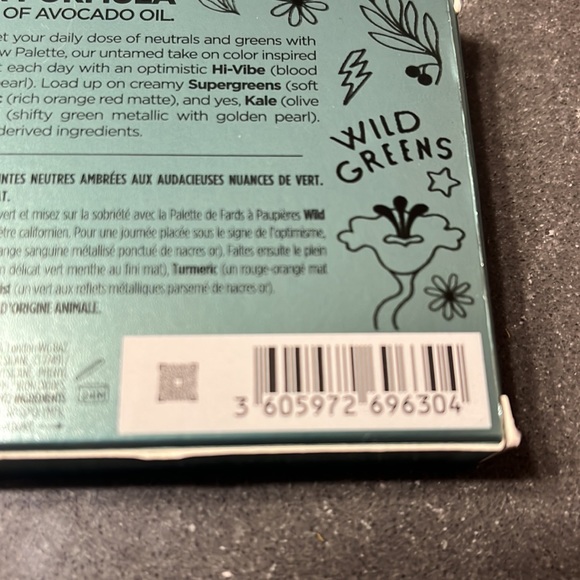 OF AVOCADO OIL.
et your daily dose of neutrals and greens with
w Palette, our untamed take on color inspired
each day with an optimistic Hi-Vibe (blood
earl). Load up on creamy Supergreens (soft
(rich orange red matte), and yes, Kale (olive
(shifty green metallic with golden pearl).
derived ingredients.
WILD
GREENS
INTES NEUTRES AMBRÉES AUX AUDACIEUSES NUANCES DE VERT.
vert et misez sur la sobriété avec la Palette de Fards à Paupières Wild
être californien. Pour une journée placée sous le signe de l'optimisme,
ange sanguine métallisé ponctué de nacres or). Faites ensuite le plein
n délicat vert menthe au fini mat), Turmeric (un rouge-orangé mat
ist (un vert aux reflets métalliques parsemé de nacres or).
D'ORIGINE ANIMALE.
24M
3 605972 696304